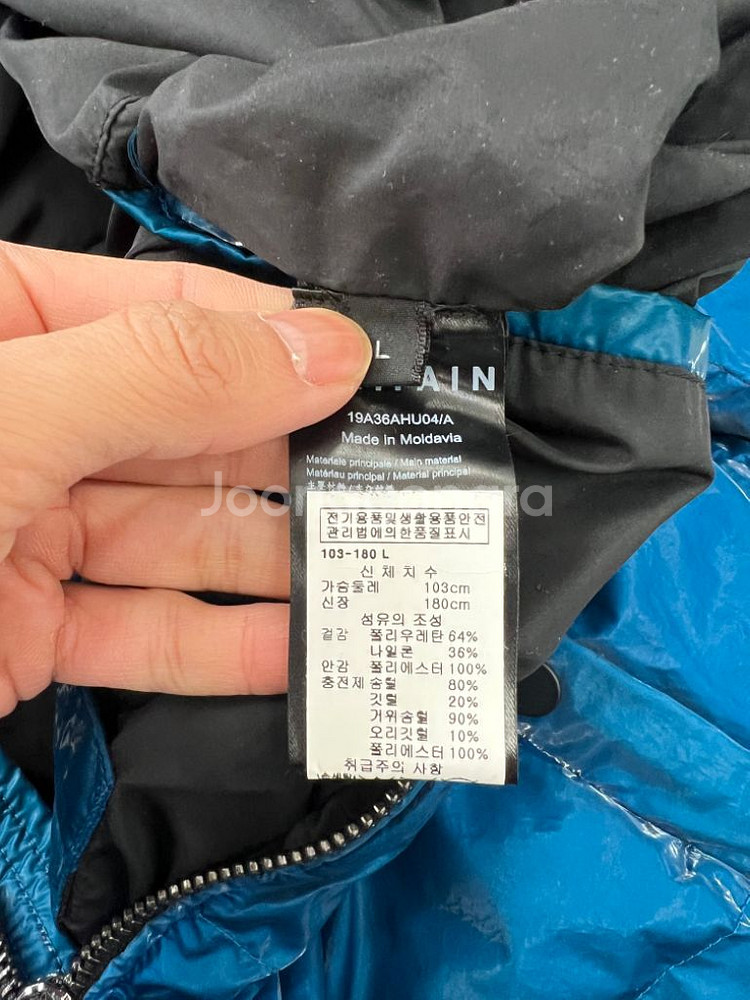 L
AIN
19A36AHU04/A
Made in Moldavia
Materiale principale / Main material
Matériau principal / Material principal
전기용품및생활용품안전
관리법에의한품질표시
103-180 L
신체치수
가슴둘레 103cm
신장 180cm
섬유의 조성
겉감 폴리우레탄 64%
나일론 36%
안감 폴리에스터 100%
충전제 솜털 80%
깃털 20%
거위솜털 90%
오리깃털 10%
폴리에스터 100%
취급주의 사항